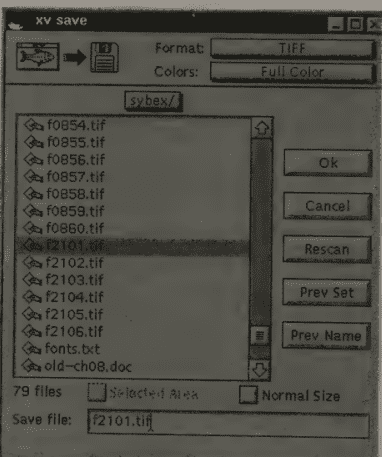 xv save
Format: TIFF
Colors: Full Color
sybex/
f0854.tif
f0855.tif
f0856.tif
f0857.tif
f0858.tif
f0859.tif
f0860.tif
f2101.tif
f2102.tif
f2103.tif
f2104.tif
f2105.tif
f2106.tif
fonts.txt
old-ch08.doc
Ok
Cancel
Rescan
Prev Set
Prev Name
79 files Selected Area Normal Size
Save file: f2101.tif